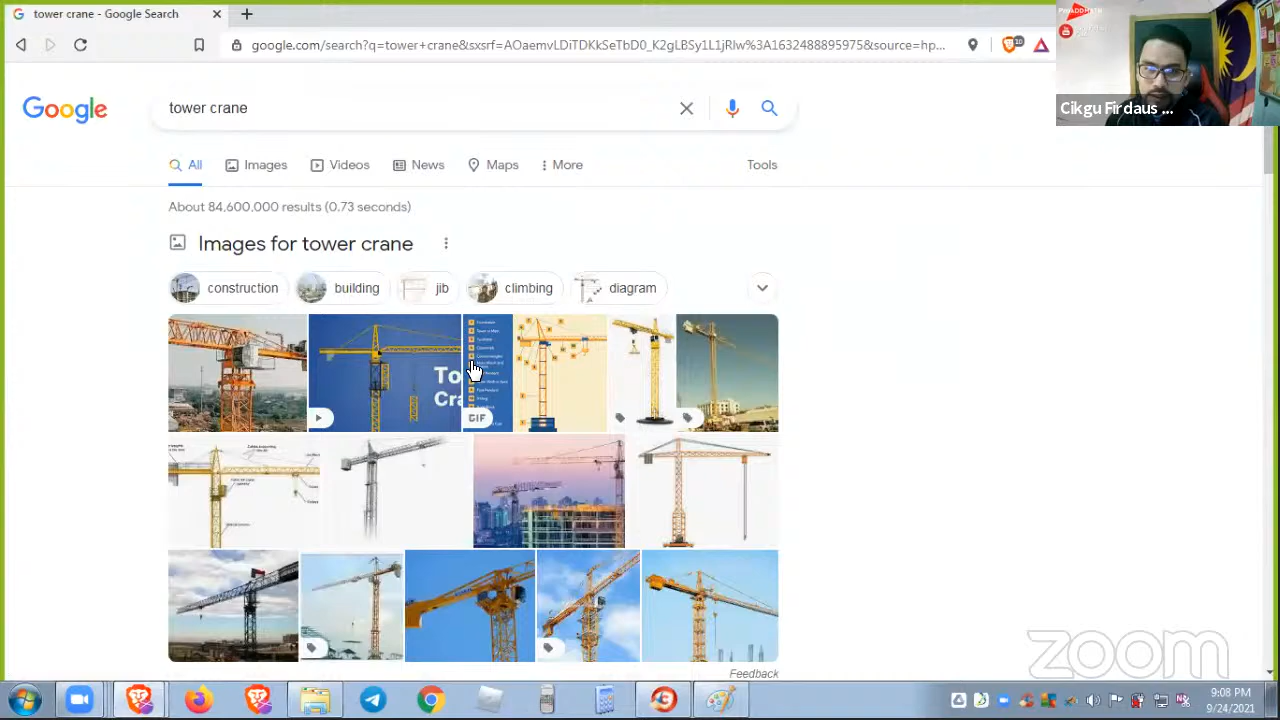 tower crane - Google Search
google.com/search?q=tower+crane&sxsrf=AOaemvLDiTDKkSeTbD0_K2gLBSy1L1jRlw%3A1632488895975&source=hp...
10
Cikgu Firdaus ...
Google
tower crane
All
Images
Videos
News
Maps
More
Tools
About 84,600,000 results (0.73 seconds)
Images for tower crane
construction
building
jib
climbing
diagram
GIF
Feedback
zoom
9:08 PM
9/24/2021